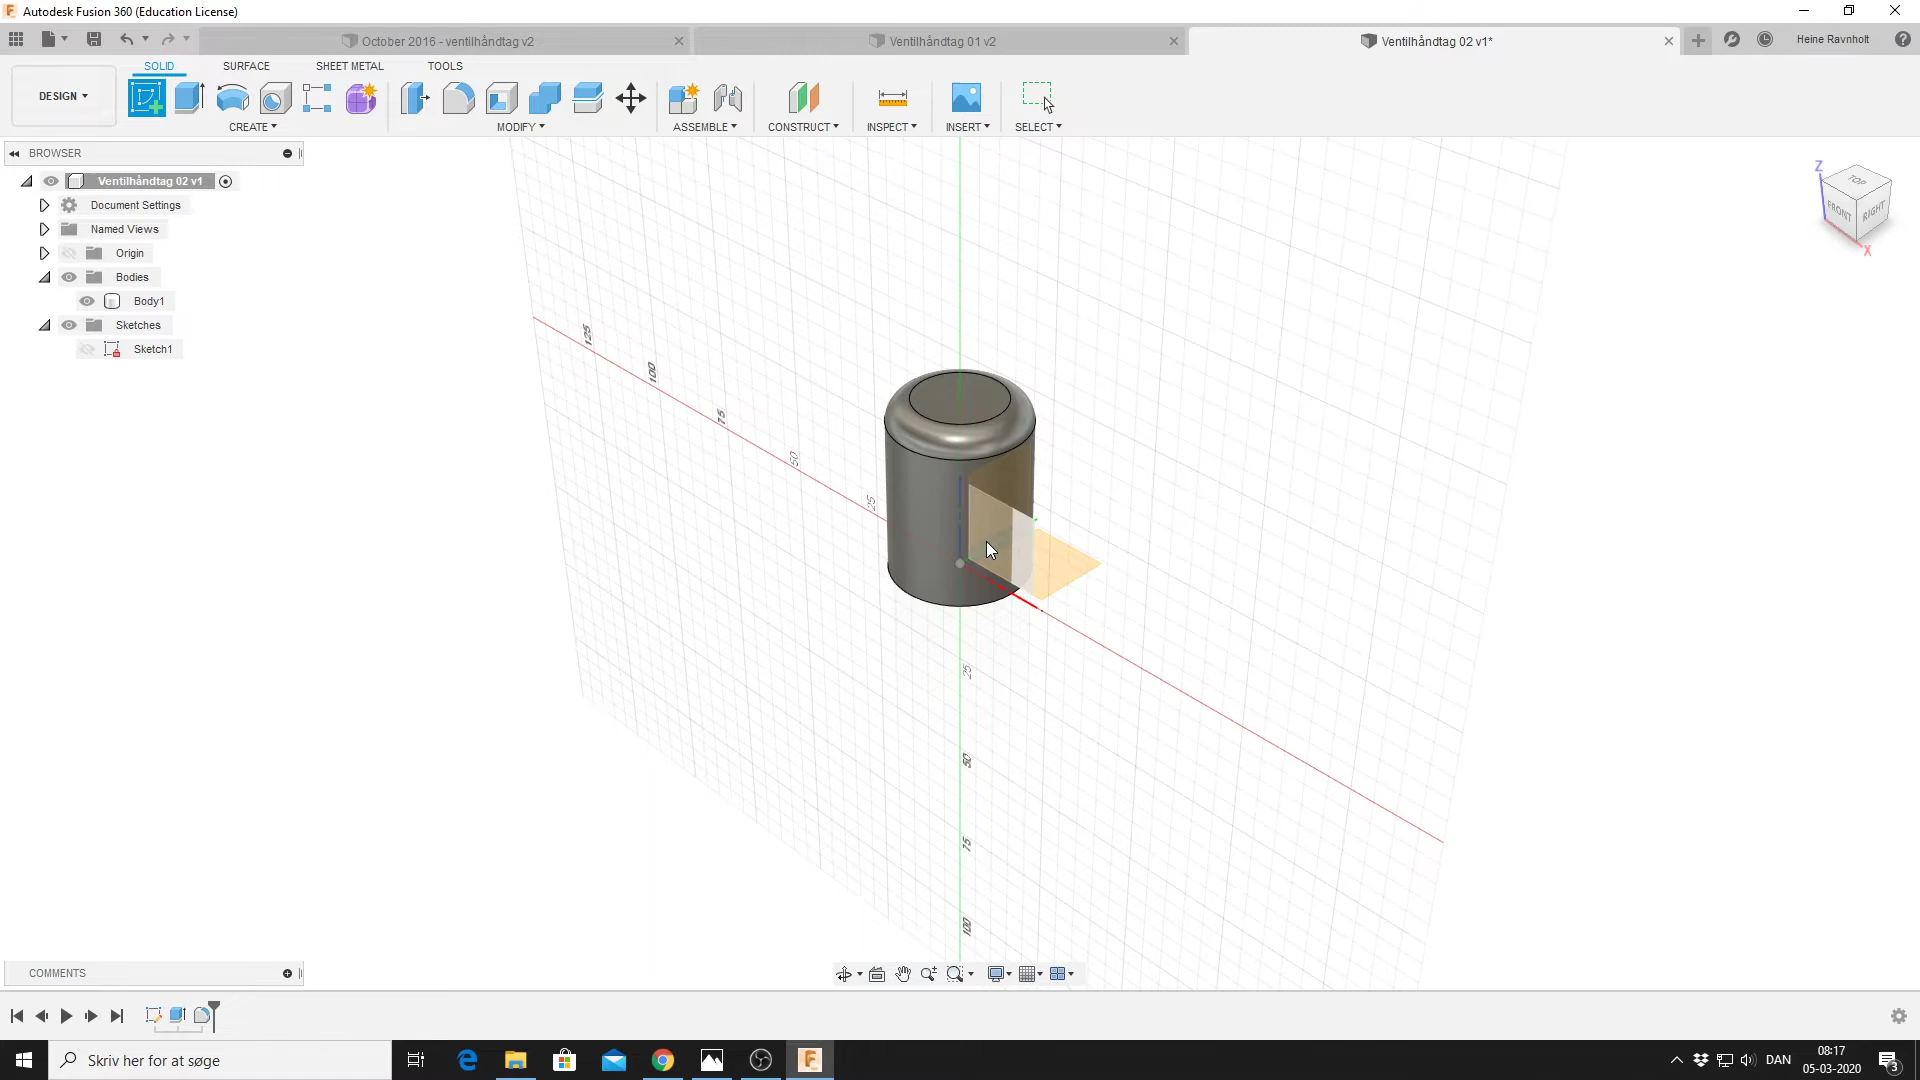 Autodesk Fusion 360 (Education License)
October 2016 - ventilhåndtag v2
Ventilhåndtag 01 v2
Ventilhåndtag 02 v1*
Heine Ravnholt
SOLID
SURFACE
SHEET METAL
TOOLS
DESIGN
CREATE
MODIFY
ASSEMBLE
CONSTRUCT
INSPECT
INSERT
SELECT
BROWSER
Ventilhåndtag 02 v1
Document Settings
Named Views
Origin
Bodies
Body1
Sketches
Sketch1
Z
TOP
FRONT
RIGHT
X
125
100
75
50
25
25
50
75
100
COMMENTS
Skriv her for at søge
DAN
08:17
05-03-2020
3